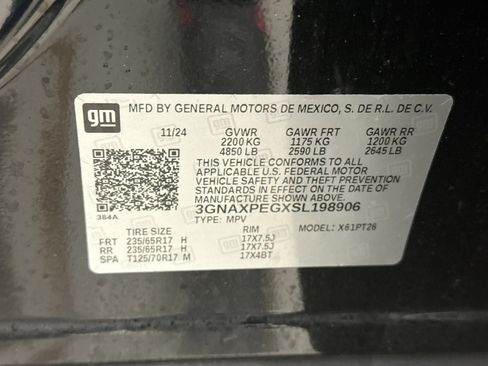 gm
MFD BY GENERAL MOTORS DE MEXICO, S. DE R.L. DE C.V.
11/24 GVWR GAWR FRT GAWR RR
2200 KG 1175 KG 1200 KG
4850 LB 2590 LB 2645 LB
THIS VEHICLE CONFORMS TO ALL
APPLICABLE U.S. FEDERAL MOTOR
VEHICLE SAFETY AND THEFT PREVENTION
STANDARDS IN EFFECT ON THE DATE OF
MANUFACTURE SHOWN ABOVE.
3GNAXPEGXSL198906
384A
TYPE: MPV
TIRE SIZE RIM MODEL: X61PT26
FRT 235/65R17 H 17X7.5J
RR 235/65R17 H 17X7.5J
SPA T125/70R17 M 17X4BT